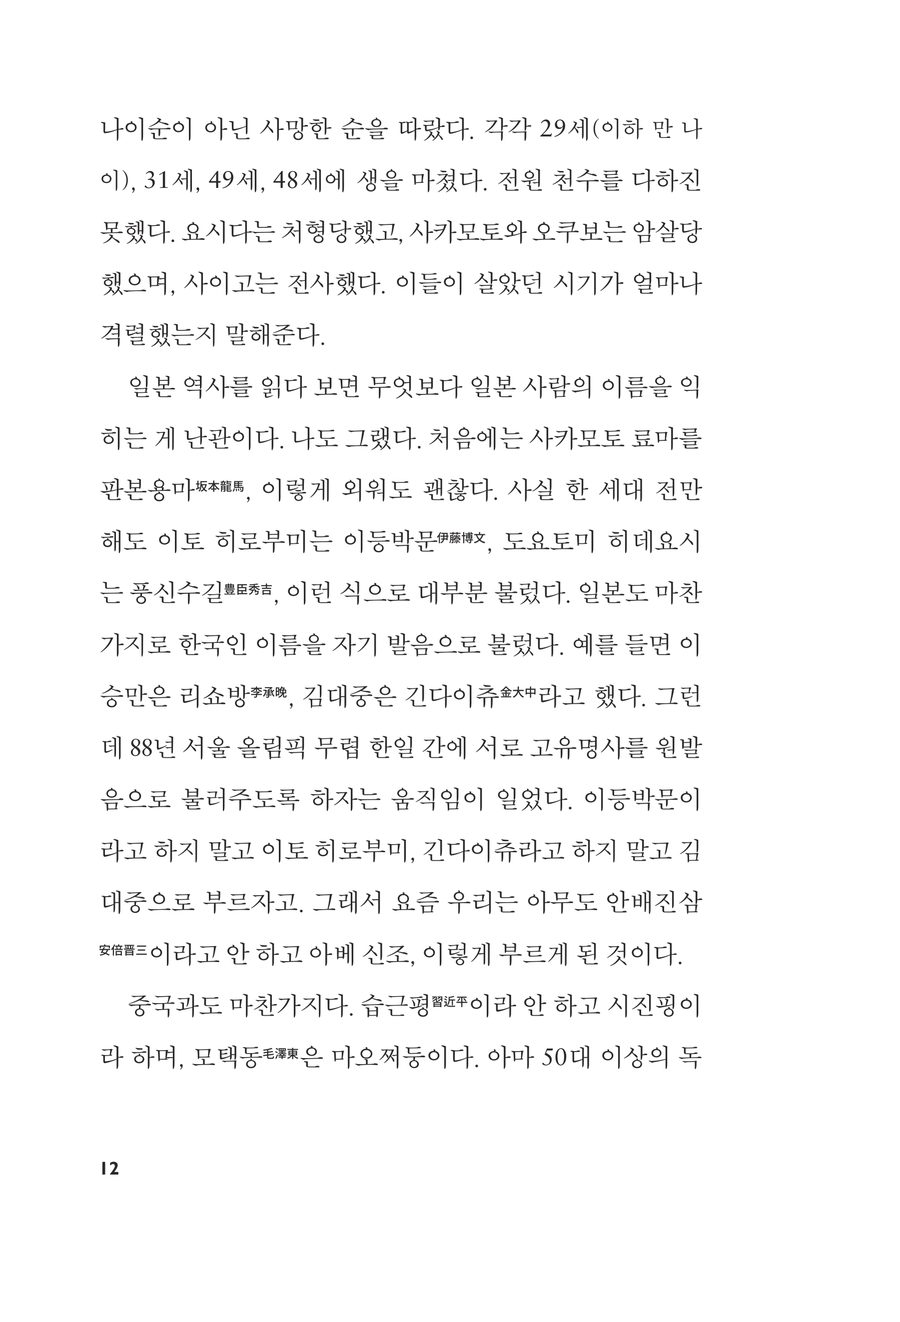 나이순이 아닌 사망한 순을 따랐다. 각각 29세(이하 만 나
이), 31세, 49세, 48세에 생을 마쳤다. 전원 천수를 다하진
못했다. 요시다는 처형당했고, 사카모토와 오쿠보는 암살당
했으며, 사이고는 전사했다. 이들이 살았던 시기가 얼마나
격렬했는지 말해준다.
일본 역사를 읽다 보면 무엇보다 일본 사람의 이름을 익
히는 게 난관이다. 나도 그랬다. 처음에는 사카모토 료마를
판본용마坂本龍馬, 이렇게 외워도 괜찮다. 사실 한 세대 전만
해도 이토 히로부미는 이등박문伊藤博文, 도요토미 히데요시
는 풍신수길豊臣秀吉, 이런 식으로 대부분 불렀다. 일본도 마찬
가지로 한국인 이름을 자기 발음으로 불렀다. 예를 들면 이
승만은 리쇼방李承晩, 김대중은 긴다이츄金大中라고 했다. 그런
데 88년 서울 올림픽 무렵 한일 간에 서로 고유명사를 원발
음으로 불러주도록 하자는 움직임이 일었다. 이등박문이
라고 하지 말고 이토 히로부미, 긴다이츄라고 하지 말고 김
대중으로 부르자고. 그래서 요즘 우리는 아무도 안배진삼
安倍晋三이라고 안 하고 아베 신조, 이렇게 부르게 된 것이다.
중국과도 마찬가지다. 습근평習近平이라 안 하고 시진핑이
라 하며, 모택동毛澤東은 마오쩌둥이다. 아마 50대 이상의 독
12